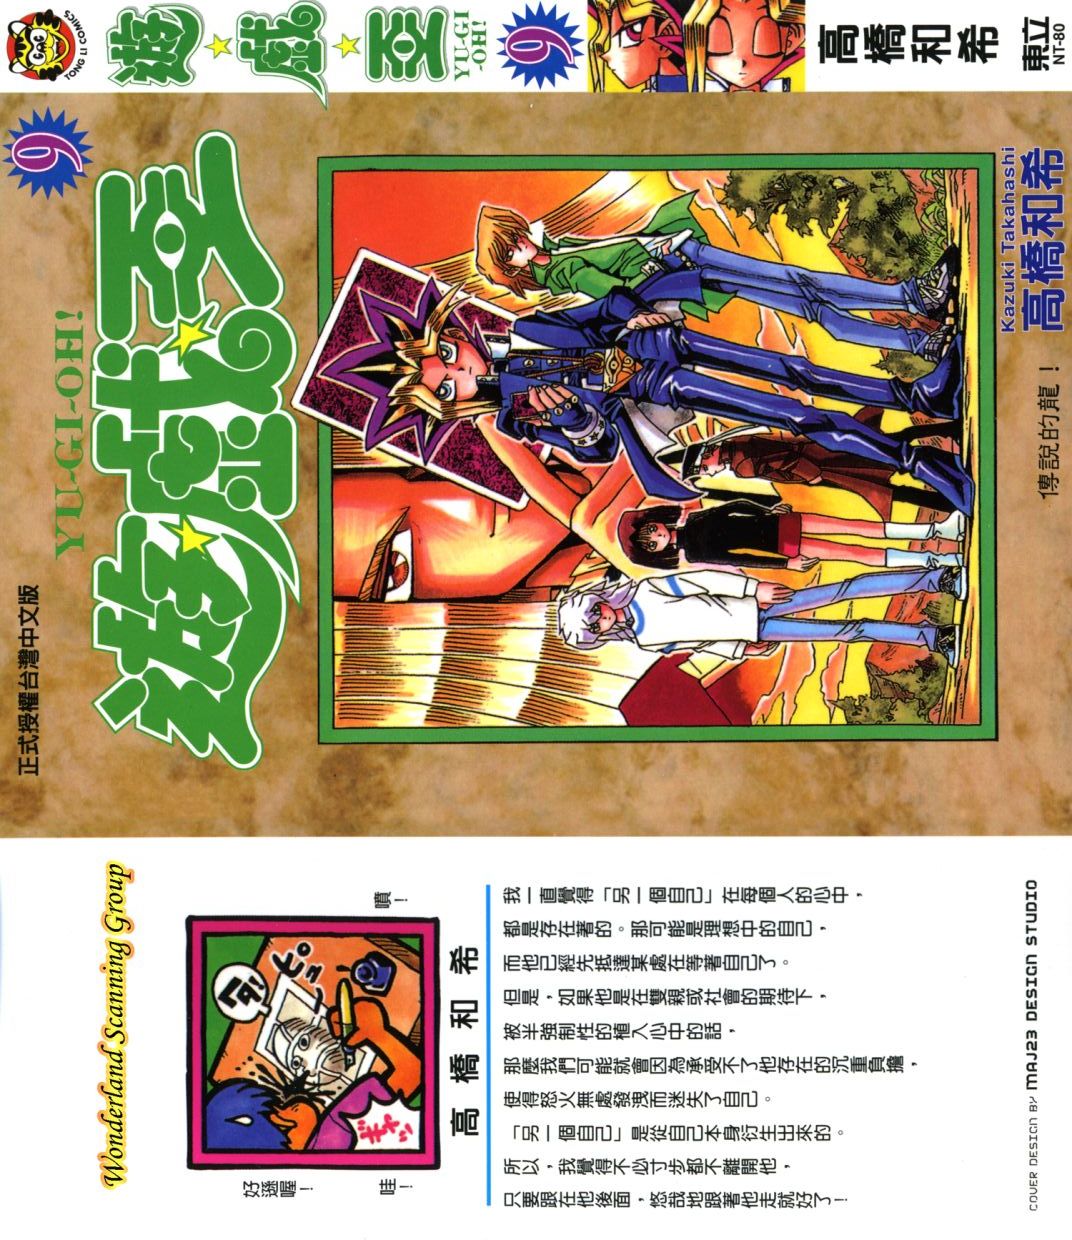 TONG LI COMICS
遊☆戲☆王
YU-GI
-OH!
9
高橋和希
東立
NT-80
9
正式授權台灣中文版
YU-GI-OH!
遊☆戲☆王
Kazuki Takahashi
高橋和希
傳說的龍！
Wonderland Scanning Group
噴！
好遜喔！
哇！
ピュー
ギャッ
高橋和希
我一直覺得「另一個自己」在每個人的心中，
都是存在著的。那可能是理想中的自己，
而他已經先抵達某處在等著自己了。
但是，如果他是在雙親或社會的期待下，
被半強制性的植入心中的話，
那麼我們可能就會因為承受不了他存在的沉重負擔，
使得怒火無處發洩而迷失了自己。
「另一個自己」是從自己本身衍生出來的。
所以，我覺得不必寸步都不離開他，
只要跟在他後面，悠哉地跟著他走就好了！
COVER DESIGN BY MAJ23 DESIGN STUDIO